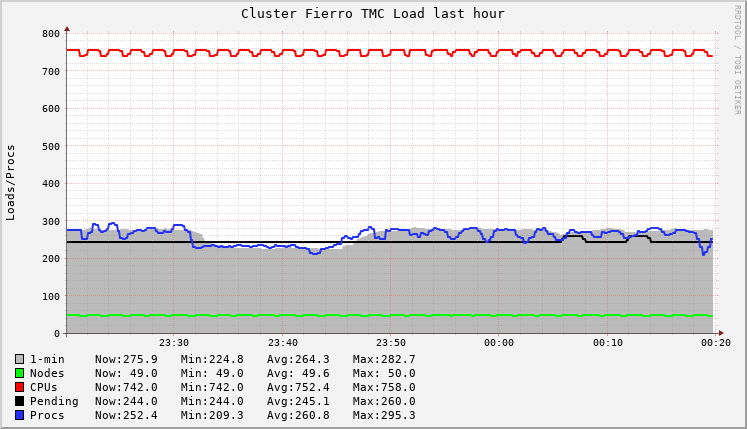 Cluster Fierro TMC Load last hour
RRDTOOL / TOBI OETIKER
Loads/Procs
800
700
600
500
400
300
200
100
0
23:30 23:40 23:50 00:00 00:10 00:20
1-min Now:275.9 Min:224.8 Avg:264.3 Max:282.7
Nodes Now: 49.0 Min: 49.0 Avg: 49.6 Max: 50.0
CPUs Now:742.0 Min:742.0 Avg:752.4 Max:758.0
Pending Now:244.0 Min:244.0 Avg:245.1 Max:260.0
Procs Now:252.4 Min:209.3 Avg:260.8 Max:295.3